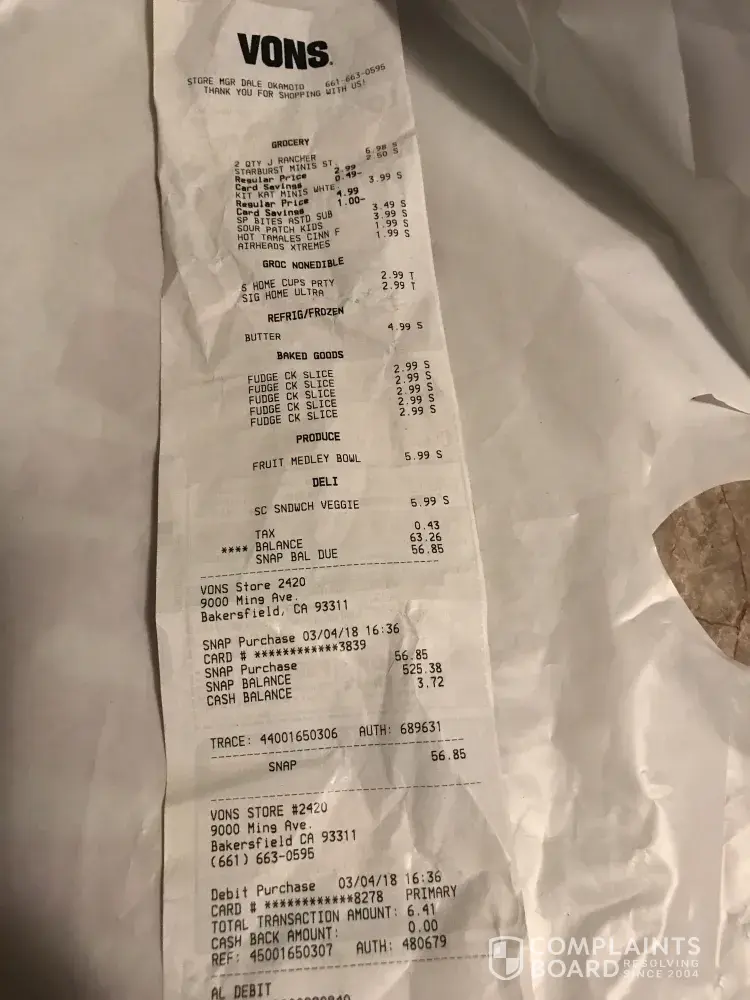 VONS.
STORE MGR DALE OKAMOTO 661-663-0595
THANK YOU FOR SHOPPING WITH US!
GROCERY
2 QTY J RANCHER 6.98 S
STARBURST MINIS ST 2.50 S
Regular Price 2.99
Card Savings 0.49-
KIT KAT MINIS WHTE 3.99 S
Regular Price 4.99
Card Savings 1.00-
SP BITES ASTD SUB 3.49 S
SOUR PATCH KIDS 3.99 S
HOT TAMALES CINN F 1.99 S
AIRHEADS XTREMES 1.99 S
GROC NONEDIBLE
S HOME CUPS PRTY 2.99 T
SIG HOME ULTRA 2.99 T
REFRIG/FROZEN
BUTTER 4.99 S
BAKED GOODS
FUDGE CK SLICE 2.99 S
FUDGE CK SLICE 2.99 S
FUDGE CK SLICE 2.99 S
FUDGE CK SLICE 2.99 S
FUDGE CK SLICE 2.99 S
PRODUCE
FRUIT MEDLEY BOWL 5.99 S
DELI
SC SNDWCH VEGGIE 5.99 S
TAX 0.43
**** BALANCE 63.26
SNAP BAL DUE 56.85
VONS Store 2420
9000 Ming Ave.
Bakersfield, CA 93311
SNAP Purchase 03/04/18 16:36
CARD # ************3839
SNAP Purchase 56.85
SNAP BALANCE 525.38
CASH BALANCE 3.72
TRACE: 44001650306 AUTH: 689631
SNAP 56.85
VONS STORE #2420
9000 Ming Ave.
Bakersfield CA 93311
(661) 663-0595
Debit Purchase 03/04/18 16:36
CARD # ************8278 PRIMARY
TOTAL TRANSACTION AMOUNT: 6.41
CASH BACK AMOUNT: 0.00
REF: 45001650307 AUTH: 480679
AL DEBIT
COMPLAINTS
BOARD RESOLVING
SINCE 2004